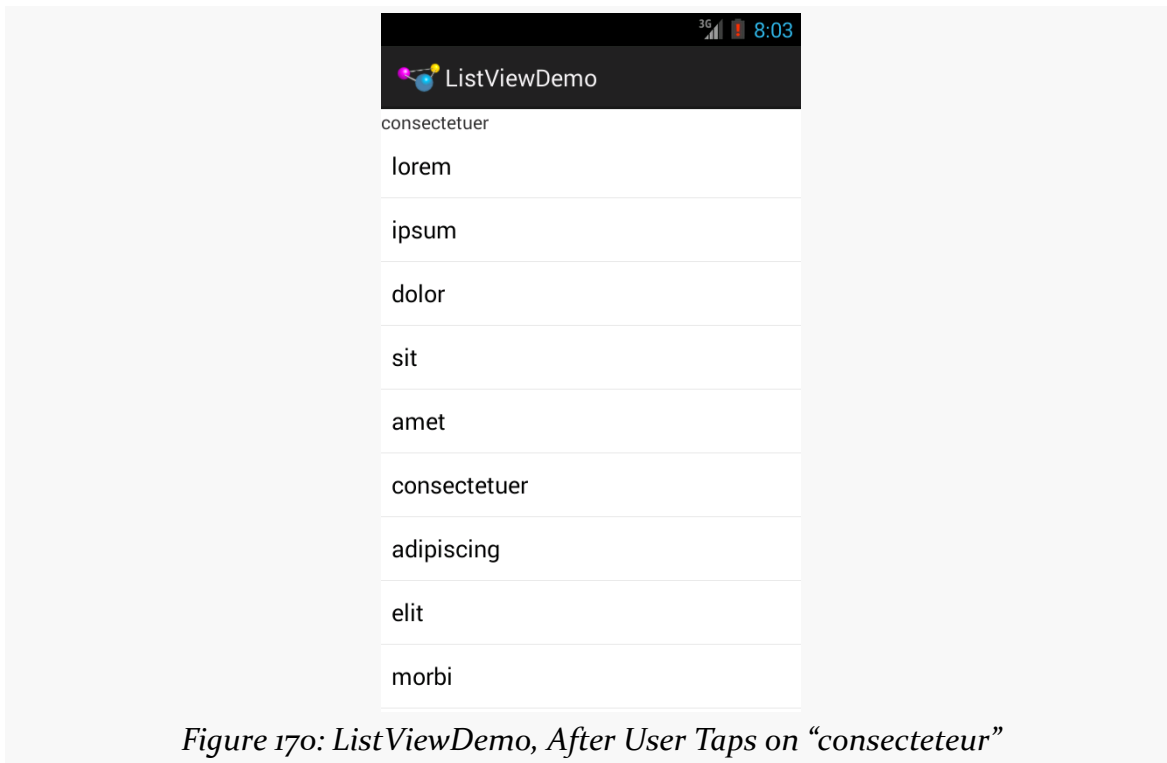 3G 8:03
ListViewDemo
consectetuer
lorem
ipsum
dolor
sit
amet
consectetuer
adipiscing
elit
morbi
Figure 170: ListViewDemo, After User Taps on “consecteteur”